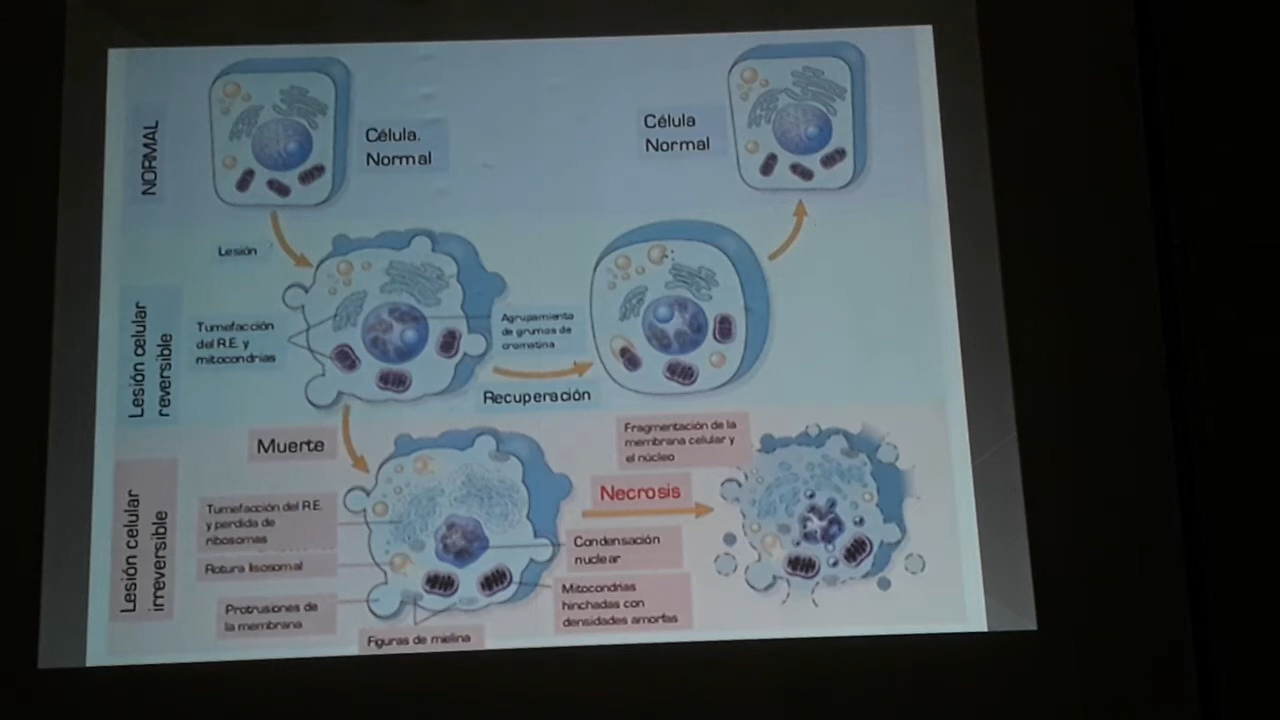 NORMAL
Célula.
Normal
Célula
Normal
Lesión
Lesión celular
reversible
Tumefacción
del R.E. y
mitocondrias
Agrupamiento
de grumos de
cromatina
Recuperación
Muerte
Fragmentación de la
membrana celular y
el núcleo
Necrosis
Lesión celular
irreversible
Tumefacción del R.E.
y perdida de
ribosomas
Rotura lisosomal
Protrusiones de
la membrana
Figuras de mielina
Condensación
nuclear
Mitocondrias
hinchadas con
densidades amorfas